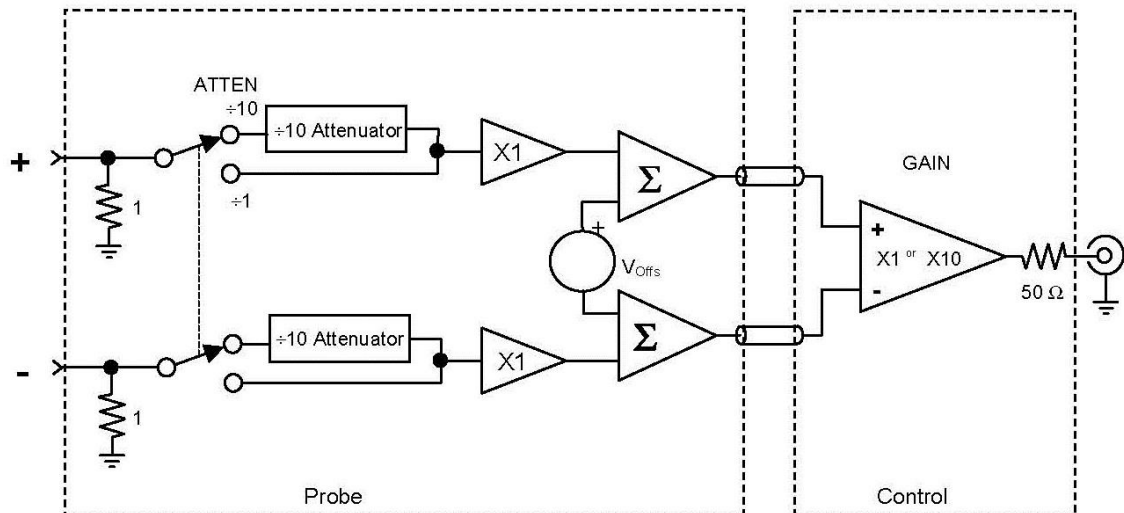 ATTEN
÷10
÷10 Attenuator
X1
Σ
GAIN
+
1
÷1
+
VOffs
+
X1 or X10
-
50 Ω
÷10 Attenuator
X1
Σ
-
1
Probe
Control